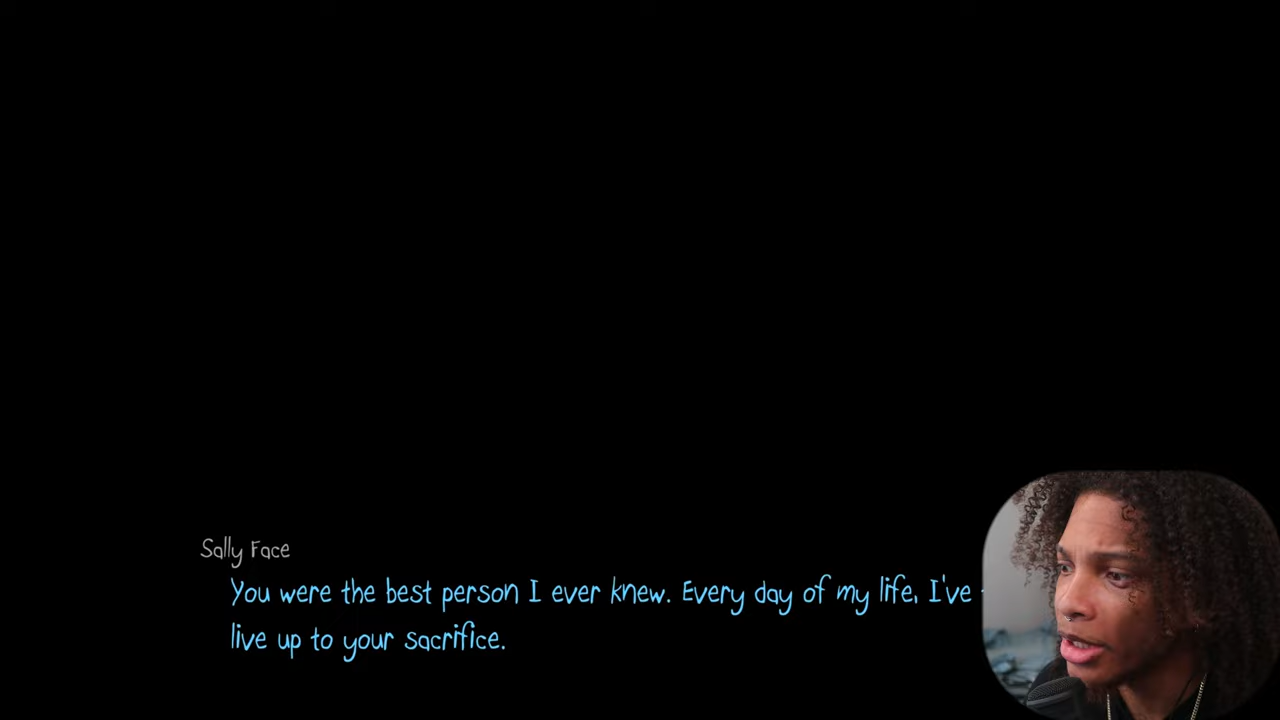 Sally Face
You were the best person I ever knew. Every day of my life, I've
live up to your sacrifice.